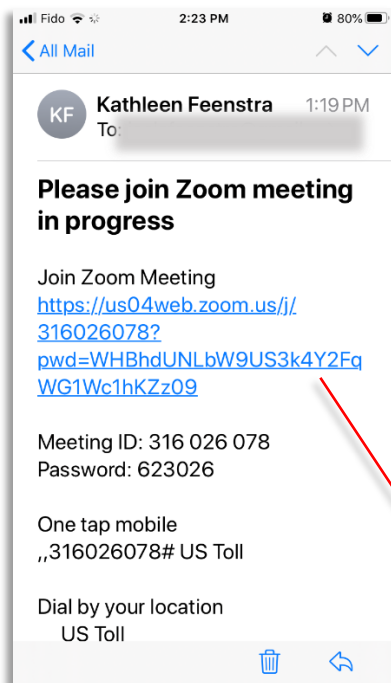 Fido 2:23 PM 80%
All Mail
KF Kathleen Feenstra 1:19 PM
To:
Please join Zoom meeting
in progress
Join Zoom Meeting
https://us04web.zoom.us/j/
316026078?
pwd=WHBhdUNLbW9US3k4Y2Fq
WG1Wc1hKZz09
Meeting ID: 316 026 078
Password: 623026
One tap mobile
,,316026078# US Toll
Dial by your location
US Toll